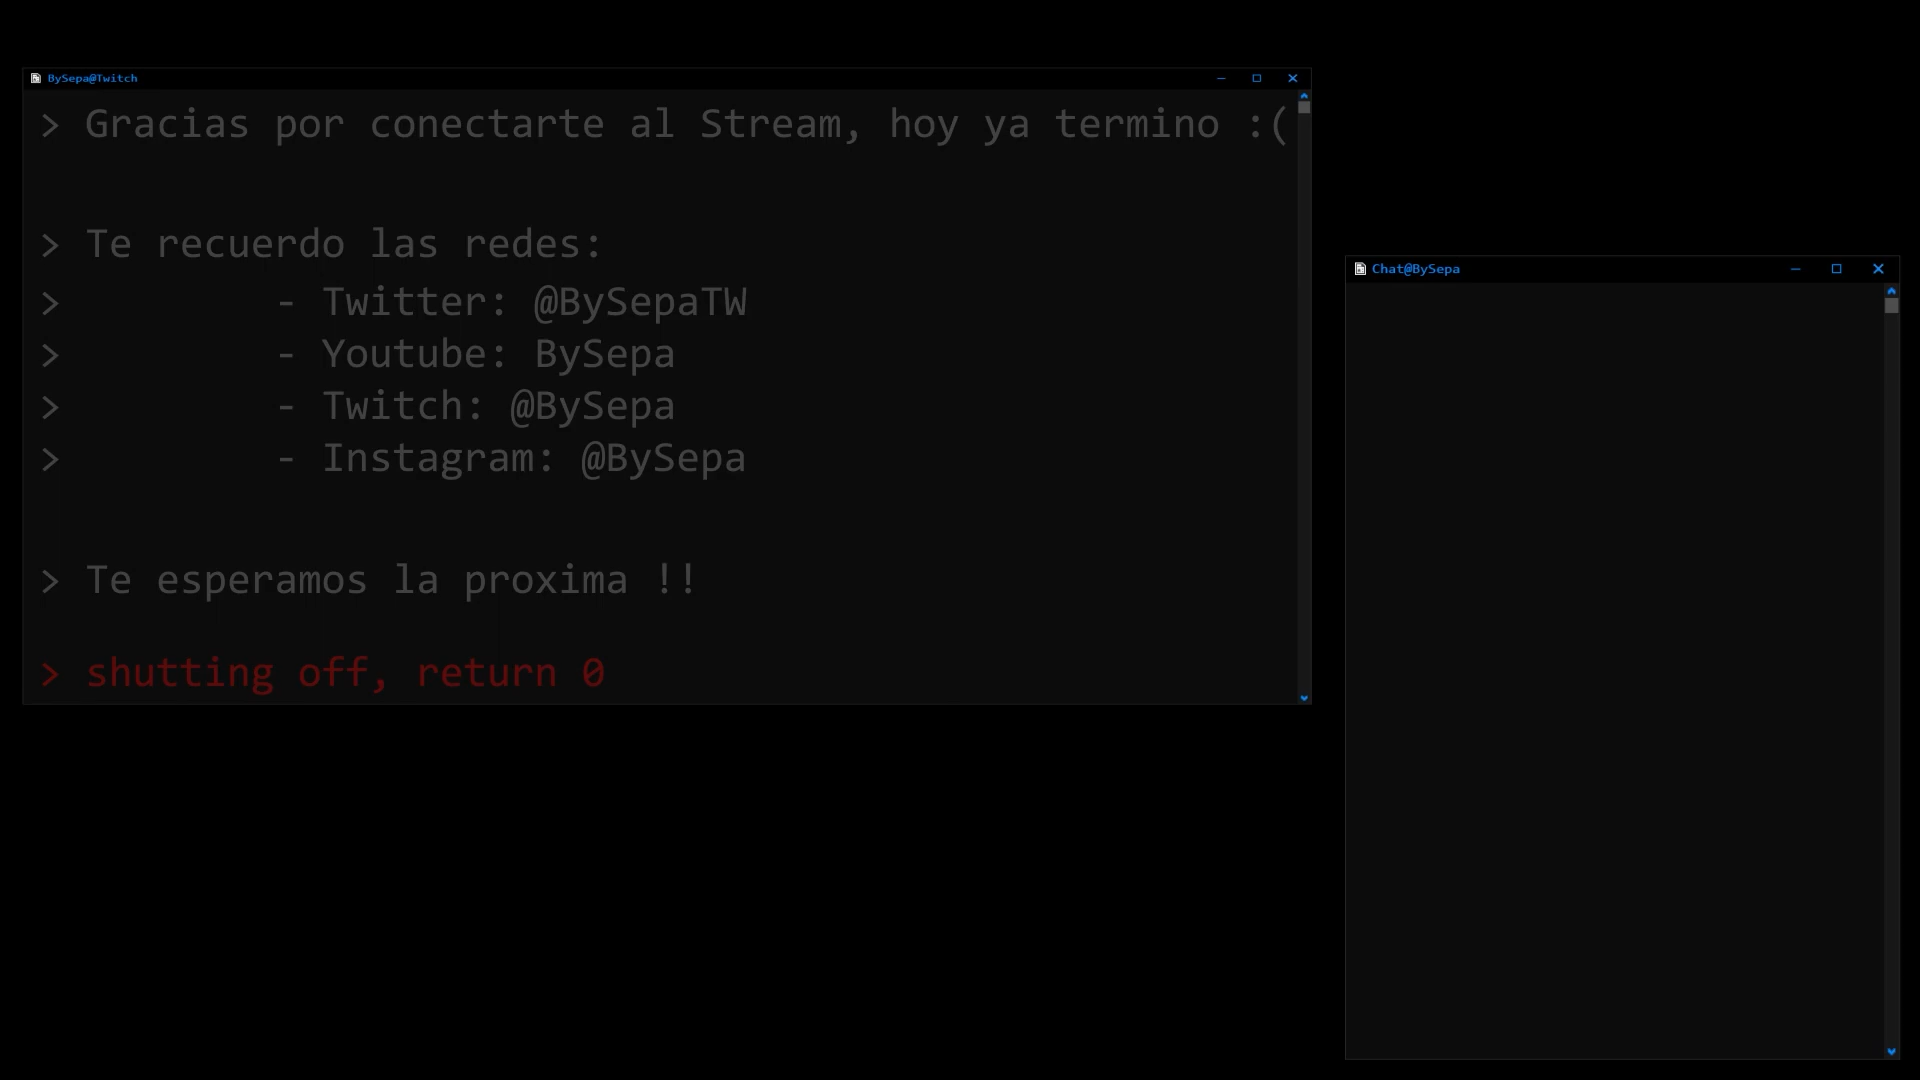 BySepa@Twitch
> Gracias por conectarte al Stream, hoy ya termino :(
> Te recuerdo las redes:
> - Twitter: @BySepaTW
> - Youtube: BySepa
> - Twitch: @BySepa
> - Instagram: @BySepa
> Te esperamos la proxima !!
> shutting off, return 0
Chat@BySepa